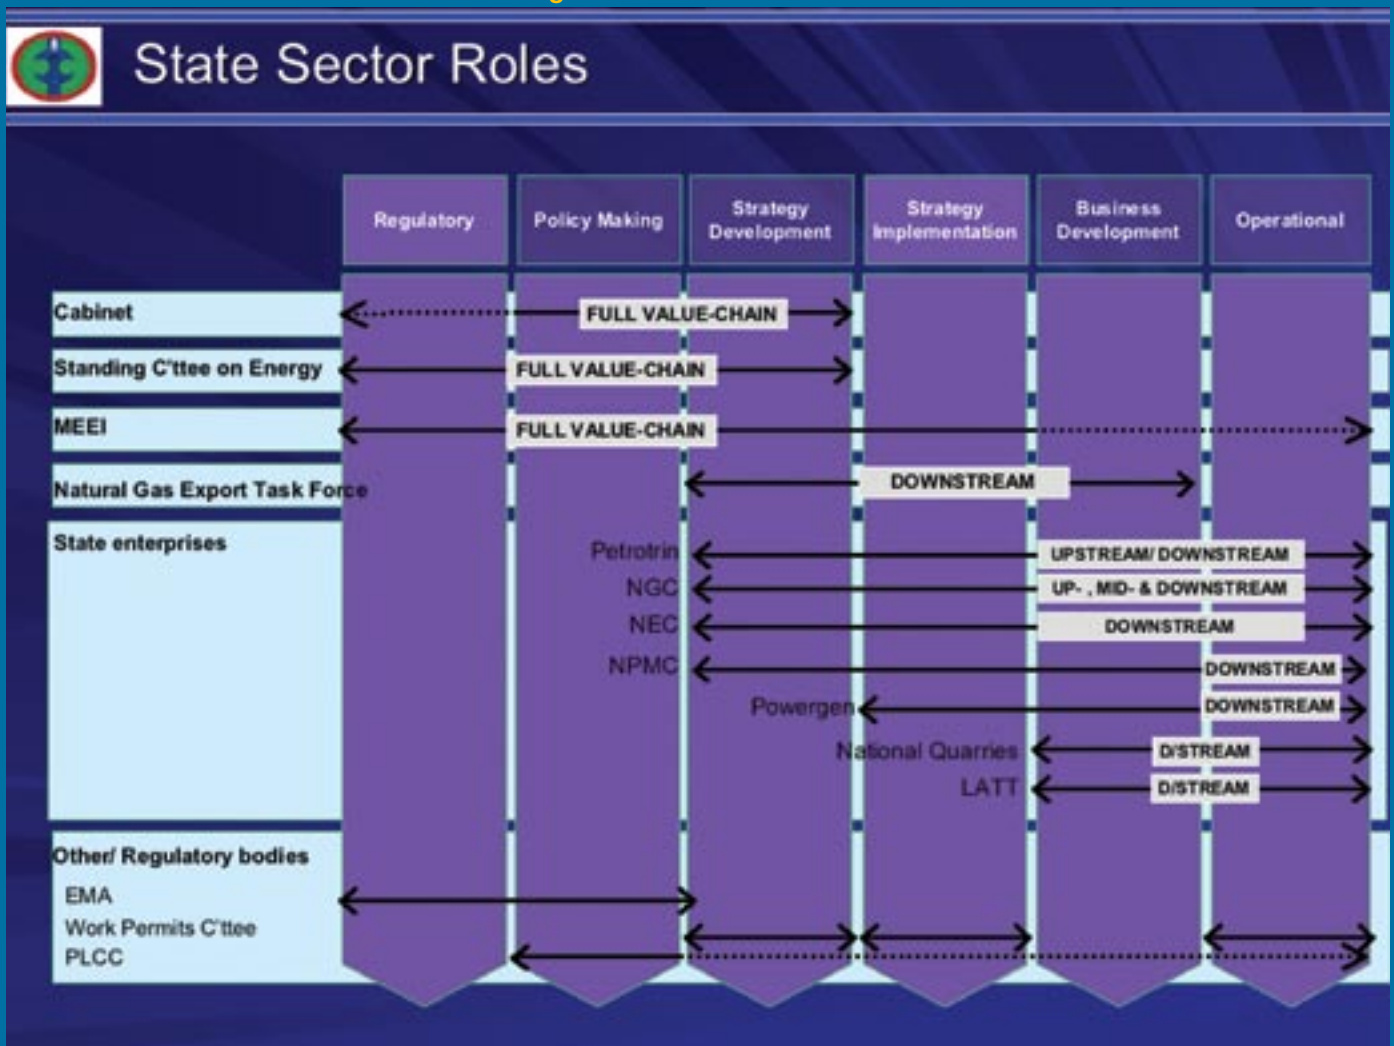 State Sector Roles
Regulatory
Policy Making
Strategy
Development
Strategy
Implementation
Business
Development
Operational
Cabinet
FULL VALUE-CHAIN
Standing C'ttee on Energy
FULL VALUE-CHAIN
MEEI
FULL VALUE-CHAIN
Natural Gas Export Task Force
DOWNSTREAM
State enterprises
Petrotrin
UPSTREAM/ DOWNSTREAM
NGC
UP- , MID- & DOWNSTREAM
NEC
DOWNSTREAM
NPMC
DOWNSTREAM
Powergen
DOWNSTREAM
National Quarries
D/STREAM
LATT
D/STREAM
Other/ Regulatory bodies
EMA
Work Permits C'ttee
PLCC